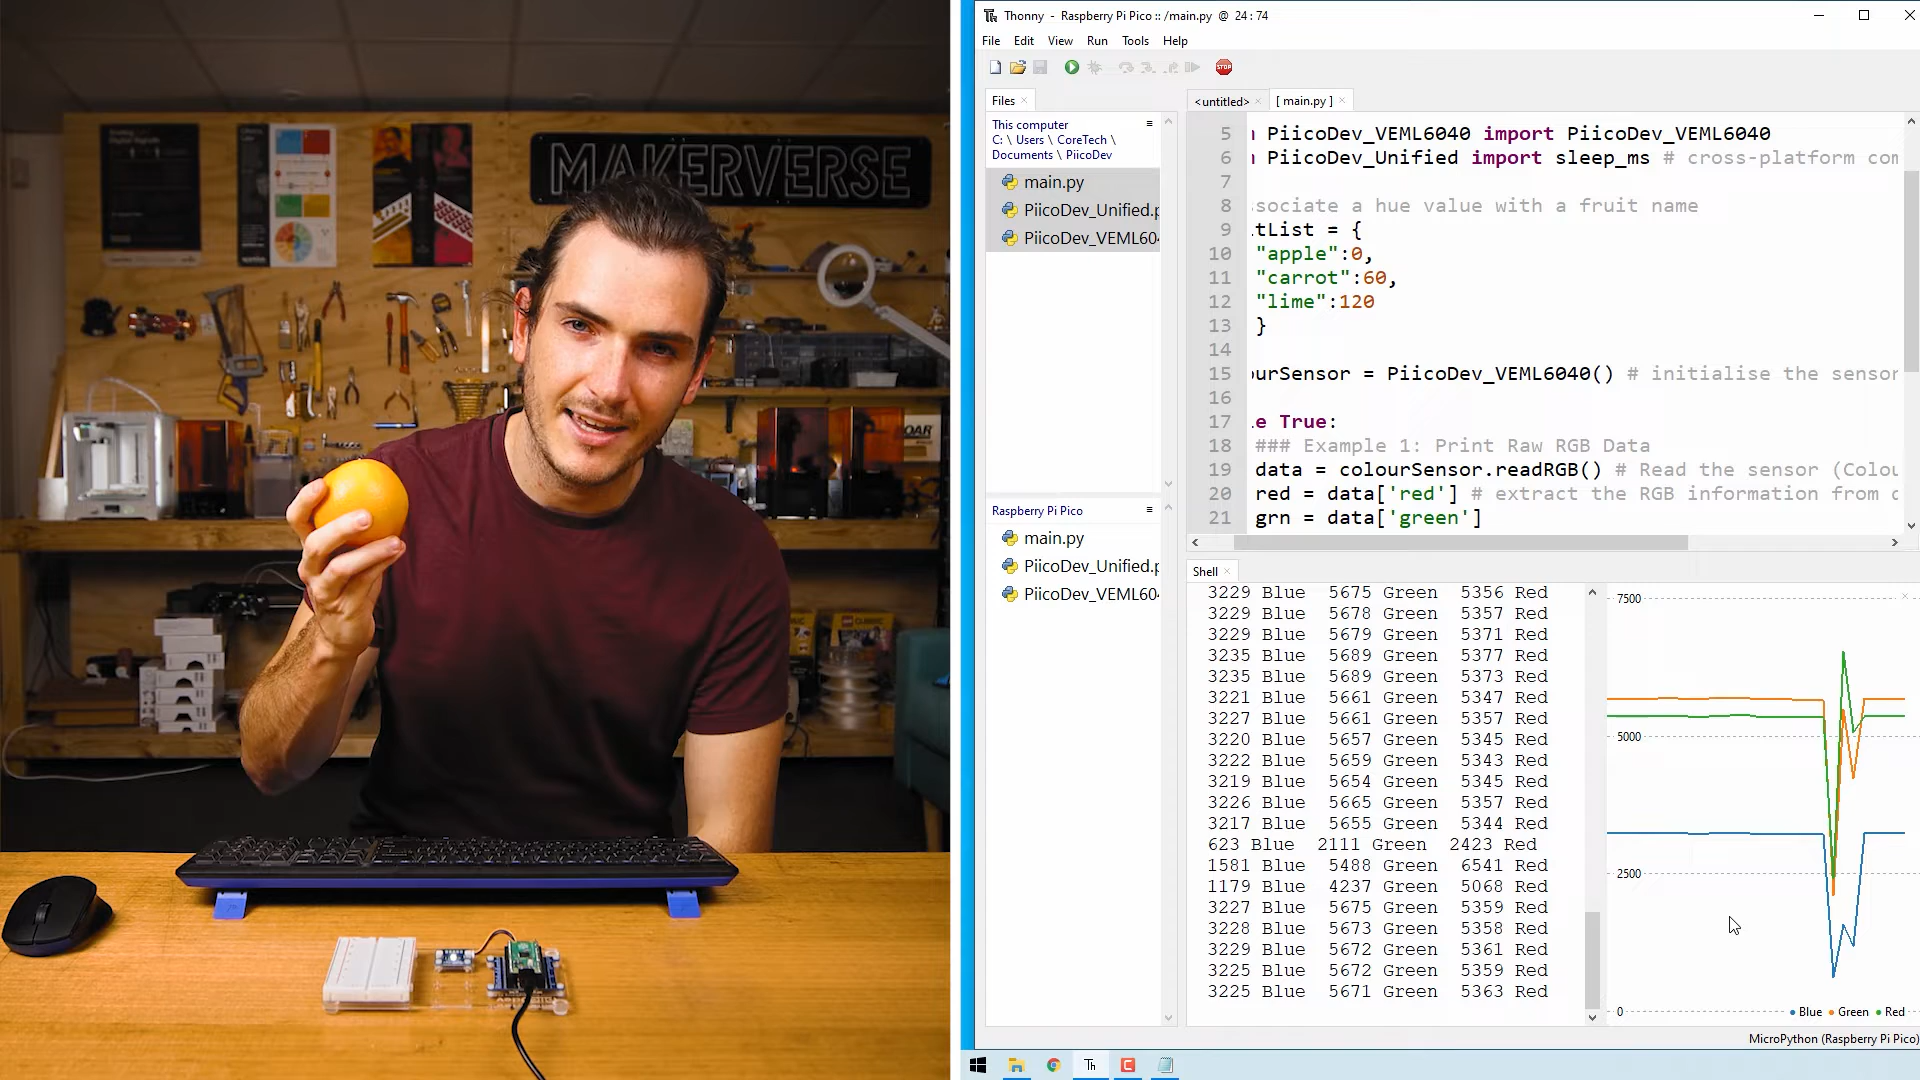 MAKERVERSE
Thonny - Raspberry Pi Pico :: /main.py @ 24 : 74
File Edit View Run Tools Help
STOP
Files
This computer
C: \ Users \ CoreTech \
Documents \ PiicoDev
main.py
PiicoDev_Unified.p
PiicoDev_VEML604
Raspberry Pi Pico
main.py
PiicoDev_Unified.p
PiicoDev_VEML604
<untitled>
[ main.py ]
5 PiicoDev_VEML6040 import PiicoDev_VEML6040
6 PiicoDev_Unified import sleep_ms # cross-platform com
7
8 sociate a hue value with a fruit name
9 tList = {
10 "apple":0,
11 "carrot":60,
12 "lime":120
13 }
14
15 ourSensor = PiicoDev_VEML6040() # initialise the sensor
16
17 e True:
18 ### Example 1: Print Raw RGB Data
19 data = colourSensor.readRGB() # Read the sensor (Colou
20 red = data['red'] # extract the RGB information from d
21 grn = data['green']
Shell
3229 Blue 5675 Green 5356 Red
3229 Blue 5678 Green 5357 Red
3229 Blue 5679 Green 5371 Red
3235 Blue 5689 Green 5377 Red
3235 Blue 5689 Green 5373 Red
3221 Blue 5661 Green 5347 Red
3227 Blue 5661 Green 5357 Red
3220 Blue 5657 Green 5345 Red
3222 Blue 5659 Green 5343 Red
3219 Blue 5654 Green 5345 Red
3226 Blue 5665 Green 5357 Red
3217 Blue 5655 Green 5344 Red
623 Blue 2111 Green 2423 Red
1581 Blue 5488 Green 6541 Red
1179 Blue 4237 Green 5068 Red
3227 Blue 5675 Green 5359 Red
3228 Blue 5673 Green 5358 Red
3229 Blue 5672 Green 5361 Red
3225 Blue 5672 Green 5359 Red
3225 Blue 5671 Green 5363 Red
7500
5000
2500
0
Blue Green Red
MicroPython (Raspberry Pi Pico)
Th